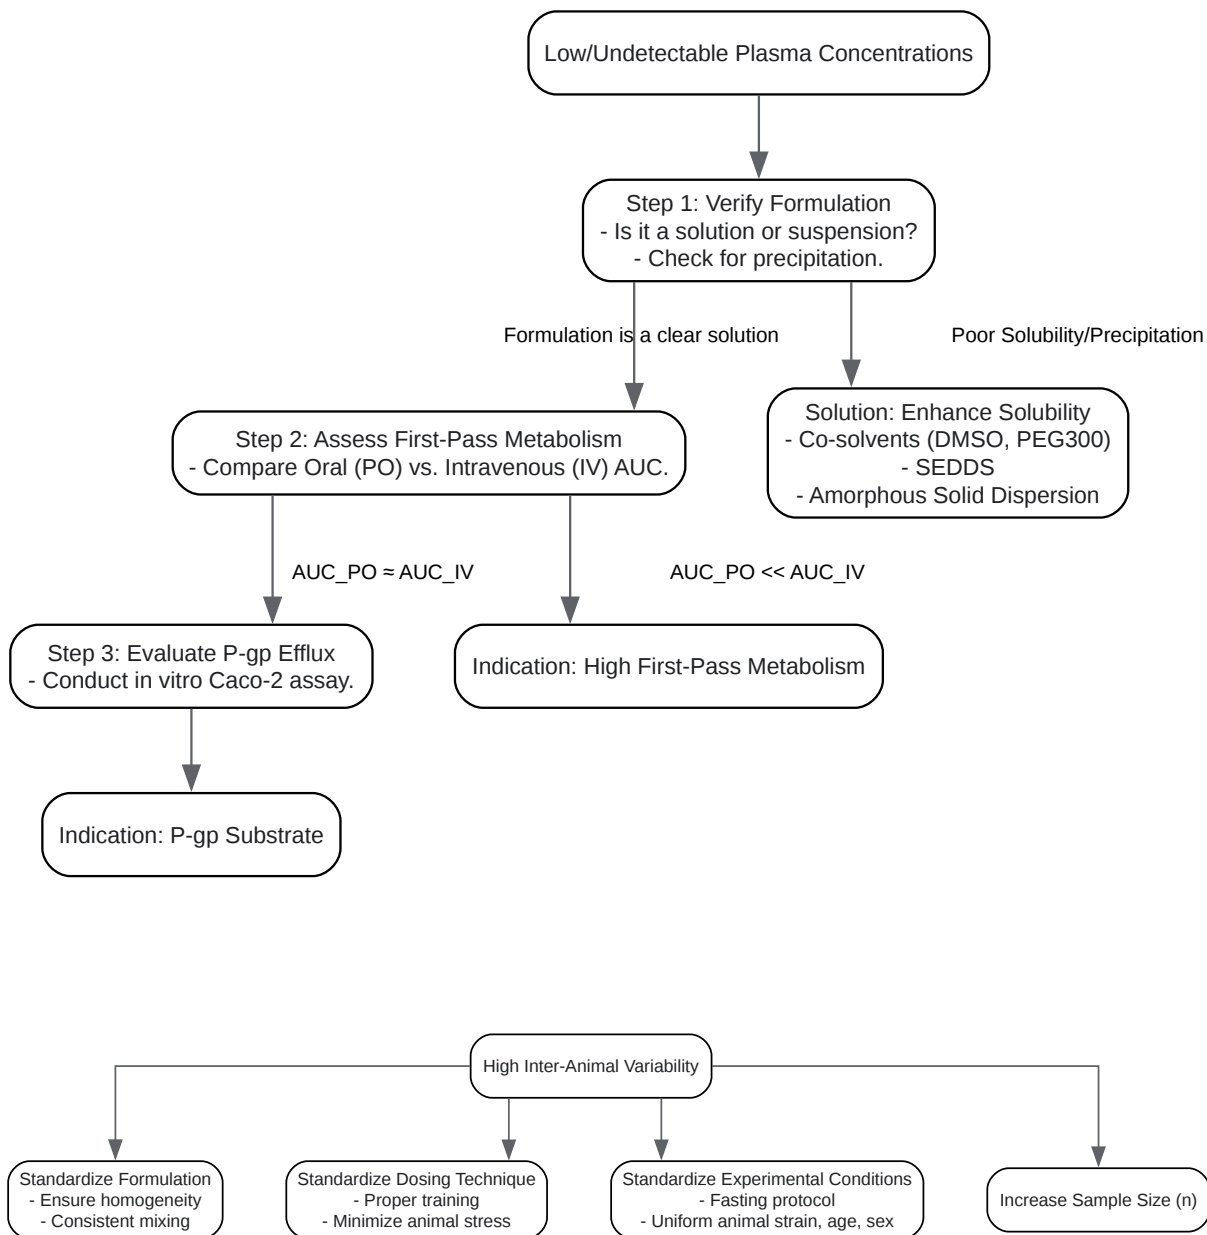 Low/Undetectable Plasma Concentrations
Step 1: Verify Formulation
- Is it a solution or suspension?
- Check for precipitation.
Formulation is a clear solution
Poor Solubility/Precipitation
Solution: Enhance Solubility
- Co-solvents (DMSO, PEG300)
- SEDDS
- Amorphous Solid Dispersion
Step 2: Assess First-Pass Metabolism
- Compare Oral (PO) vs. Intravenous (IV) AUC.
AUC_PO ≈ AUC_IV
AUC_PO << AUC_IV
Step 3: Evaluate P-gp Efflux
- Conduct in vitro Caco-2 assay.
Indication: High First-Pass Metabolism
Indication: P-gp Substrate
High Inter-Animal Variability
Standardize Formulation
- Ensure homogeneity
- Consistent mixing
Standardize Dosing Technique
- Proper training
- Minimize animal stress
Standardize Experimental Conditions
- Fasting protocol
- Uniform animal strain, age, sex
Increase Sample Size (n)